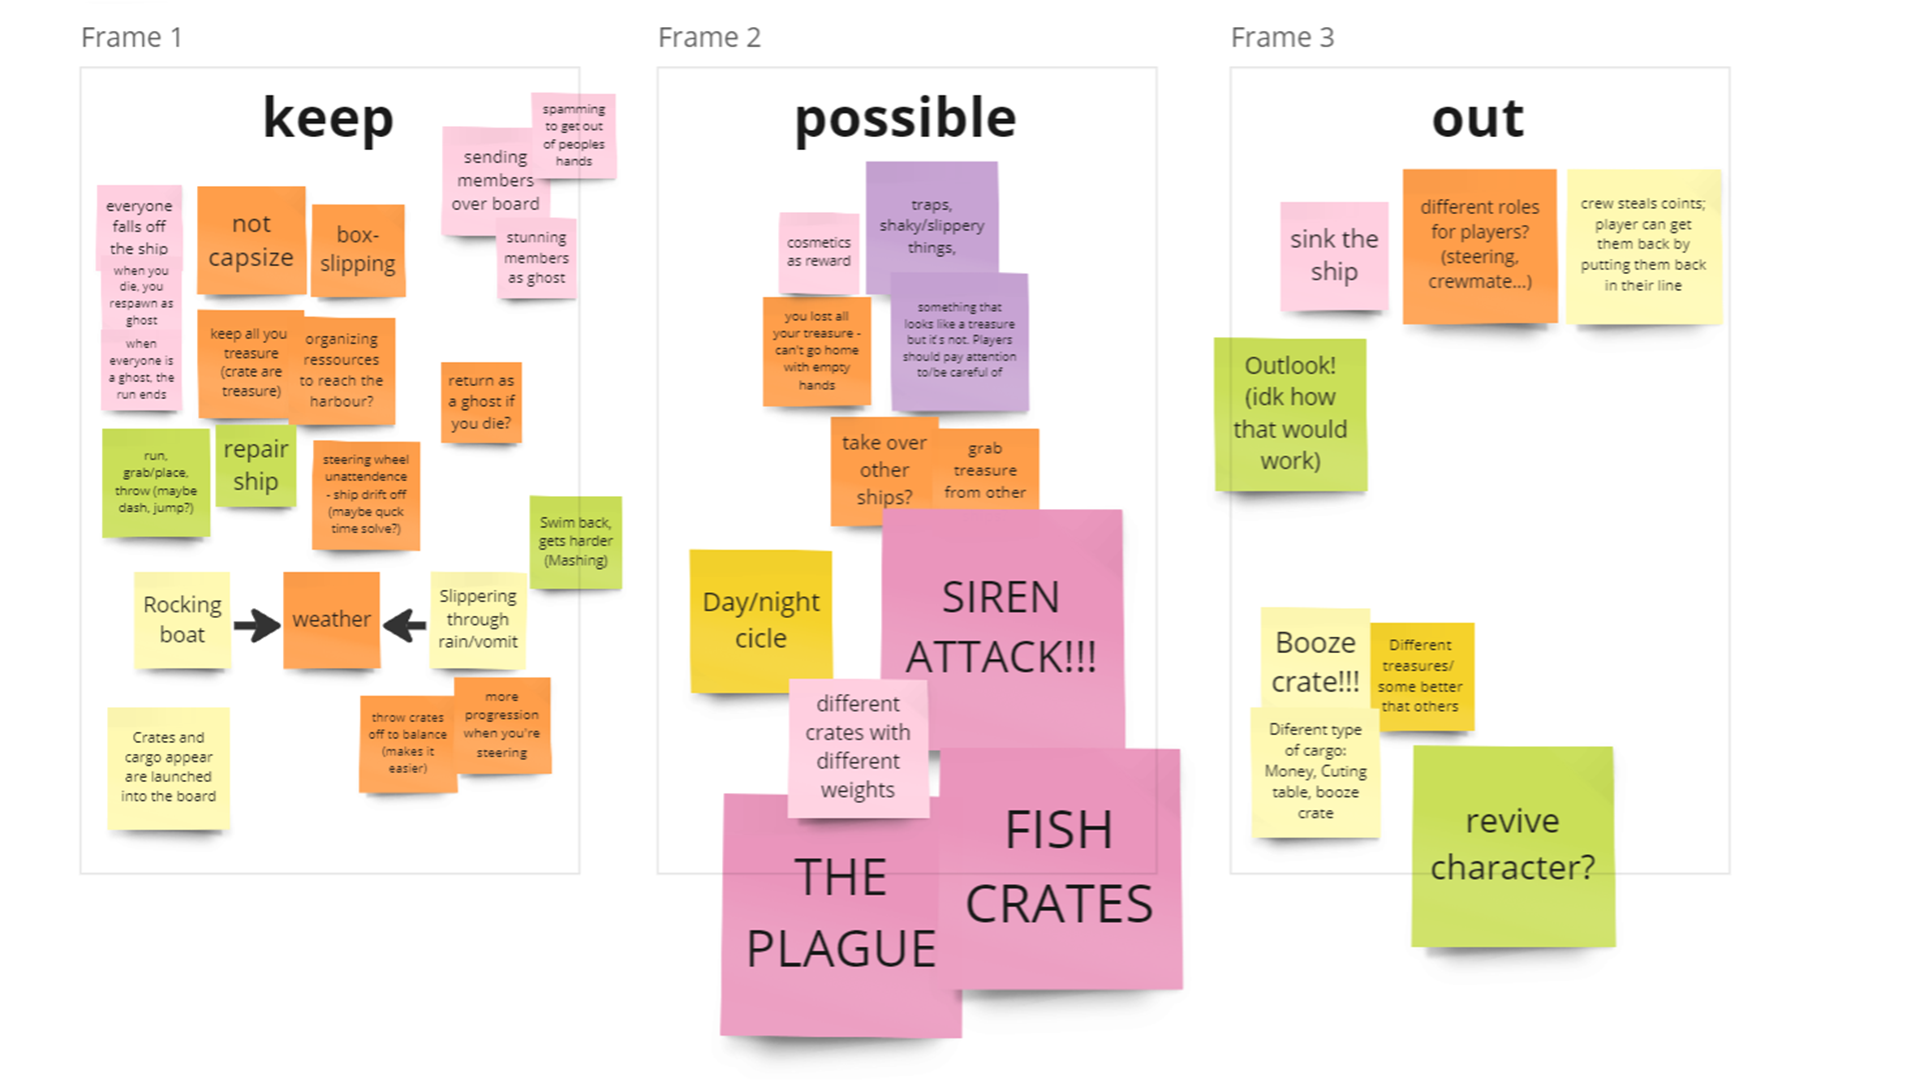 Frame 1
keep
spamming
to get out
of peoples
hands
sending
members
over board
stunning
members
as ghost
everyone
falls off
the ship
when you
die, you
respawn as
ghost
when
everyone is
a ghost, the
run ends
not
capsize
box-
slipping
keep all you
treasure
(crate are
treasure)
organizing
ressources
to reach the
harbour?
return as
a ghost if
you die?
run,
grab/place,
throw (maybe
dash, jump?)
repair
ship
steering wheel
unattendence
- ship drift off
(maybe quck
time solve?)
Swim back,
gets harder
(Mashing)
Rocking
boat
weather
Slippering
through
rain/vomit
Crates and
cargo appear
are launched
into the board
throw crates
off to balance
(makes it
easier)
more
progression
when you're
steering
Frame 2
possible
cosmetics
as reward
traps,
shaky/slippery
things,
you lost all
your treasure -
can't go home
with empty
hands
something that
looks like a treasure
but it's not. Players
should pay attention
to/be careful of
take over
other
ships?
grab
treasure
from other
Day/night
cicle
SIREN
ATTACK!!!
different
crates with
different
weights
THE
PLAGUE
FISH
CRATES
Frame 3
out
sink the
ship
different roles
for players?
(steering,
crewmate...)
crew steals coints;
player can get
them back by
putting them back
in their line
Outlook!
(idk how
that would
work)
Booze
crate!!!
Different
treasures/
some better
that others
Diferent type
of cargo:
Money, Cuting
table, booze
crate
revive
character?